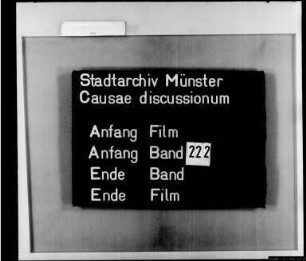 Stadtarchiv Münster
Causae discussionum
Anfang Film
Anfang Band 222
Ende Band
Ende Film